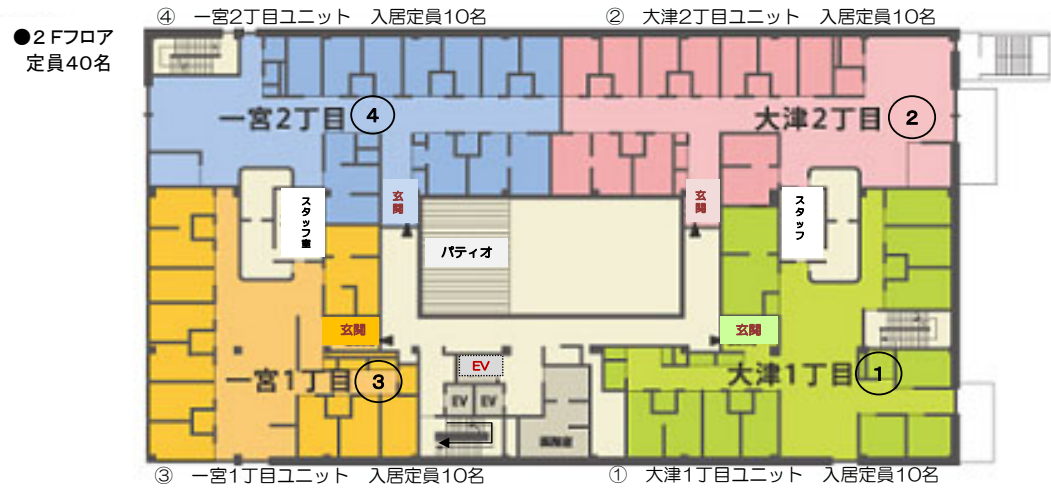 ④　一宮2丁目ユニット　入居定員10名
②　大津2丁目ユニット　入居定員10名
●2Fフロア
定員40名
一宮2丁目 4
大津2丁目 2
玄関
玄関
スタッフ室
スタッフ
パティオ
玄関
玄関
EV
一宮1丁目 3
大津1丁目 1
EV
EV
③　一宮1丁目ユニット　入居定員10名
①　大津1丁目ユニット　入居定員10名